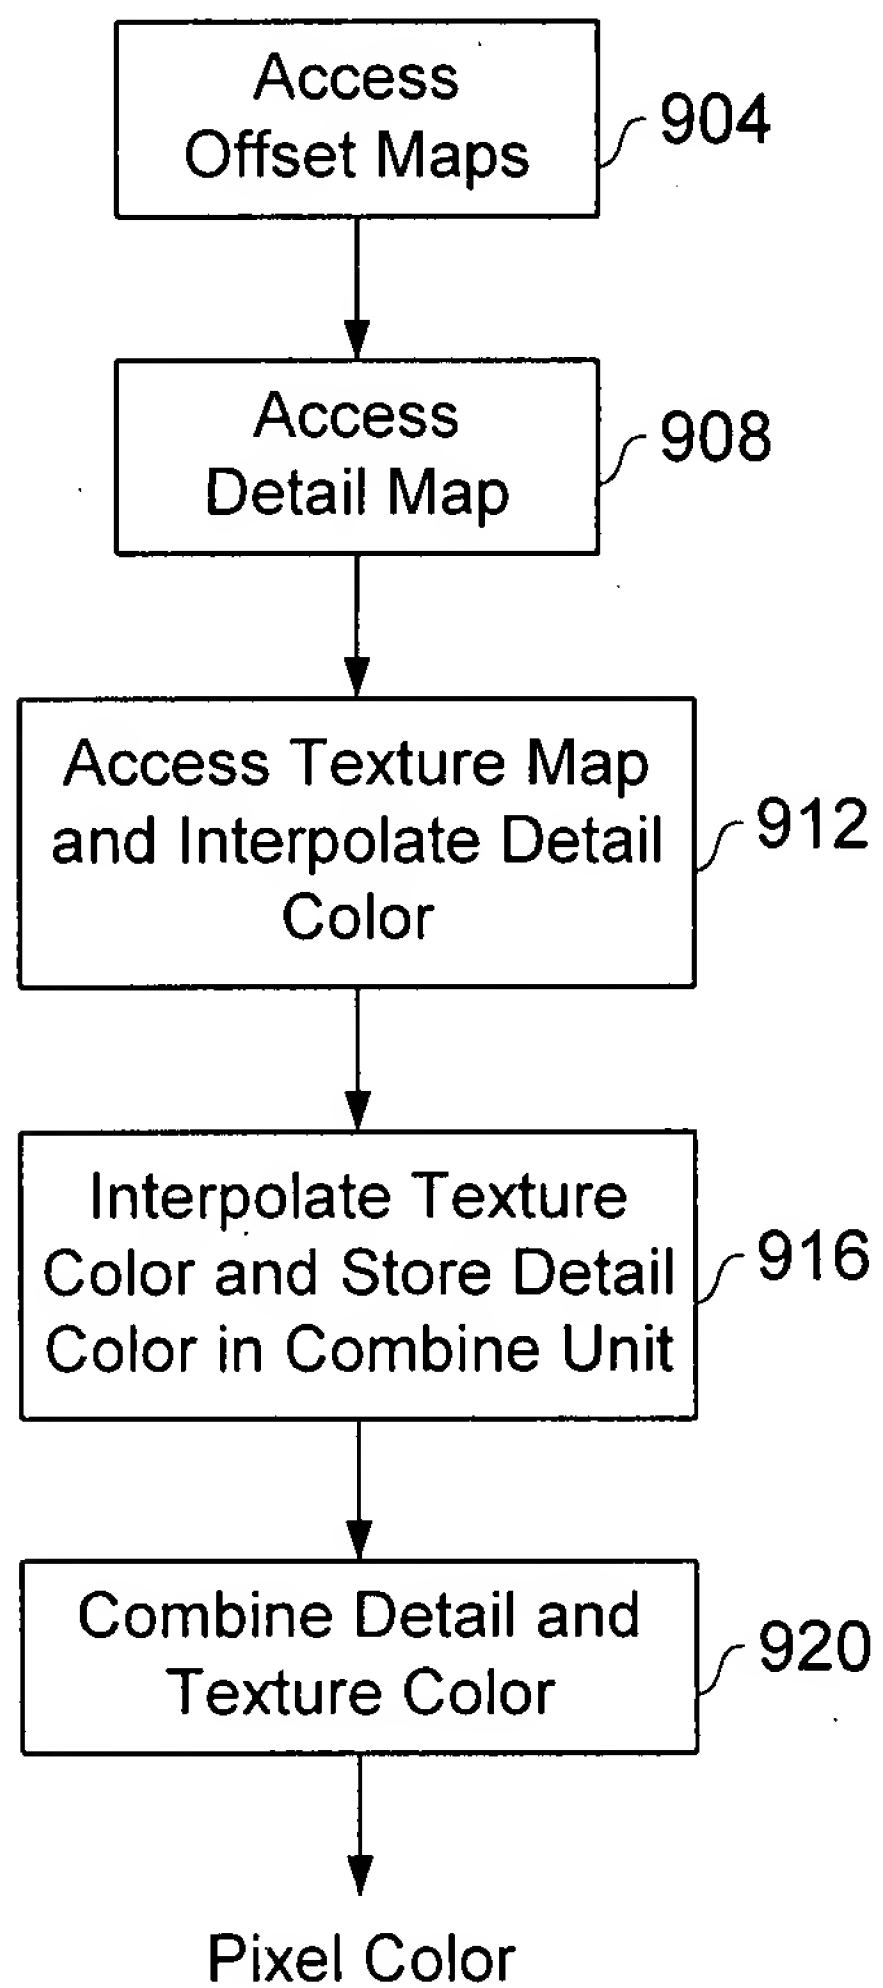 Access
Offset Maps
904
Access
Detail Map
908
Access Texture Map
and Interpolate Detail
Color
912
Interpolate Texture
Color and Store Detail
Color in Combine Unit
916
Combine Detail and
Texture Color
920
Pixel Color